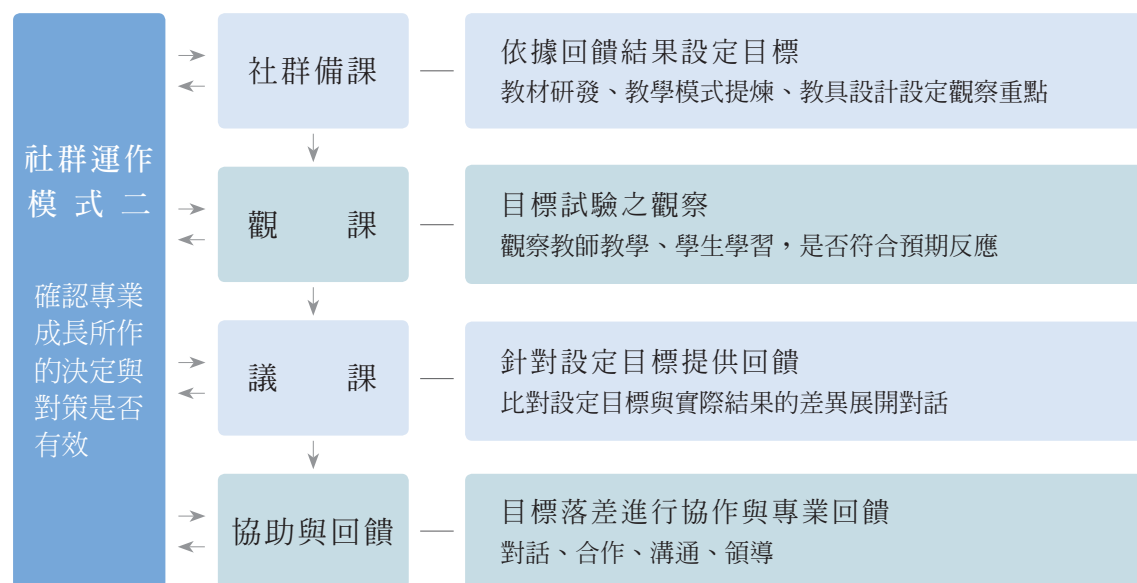 社群運作
模式二
確認專業
成長所作
的決定與
對策是否
有效
社群備課
依據回饋結果設定目標
教材研發、教學模式提煉、教具設計設定觀察重點
觀課
目標試驗之觀察
觀察教師教學、學生學習，是否符合預期反應
議課
針對設定目標提供回饋
比對設定目標與實際結果的差異展開對話
協助與回饋
目標落差進行協作與專業回饋
對話、合作、溝通、領導